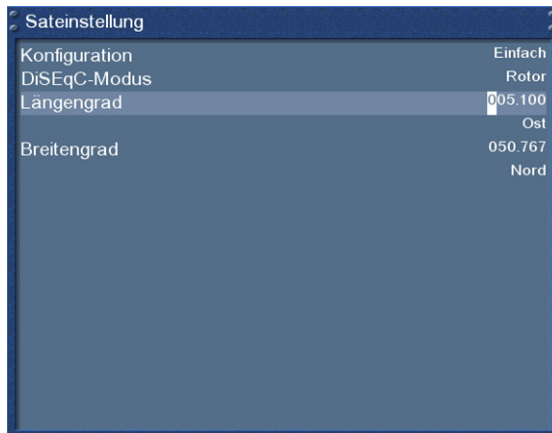 Sateinstellung
Konfiguration Einfach
DiSEqC-Modus Rotor
Längengrad 005.100
Ost
Breitengrad 050.767
Nord